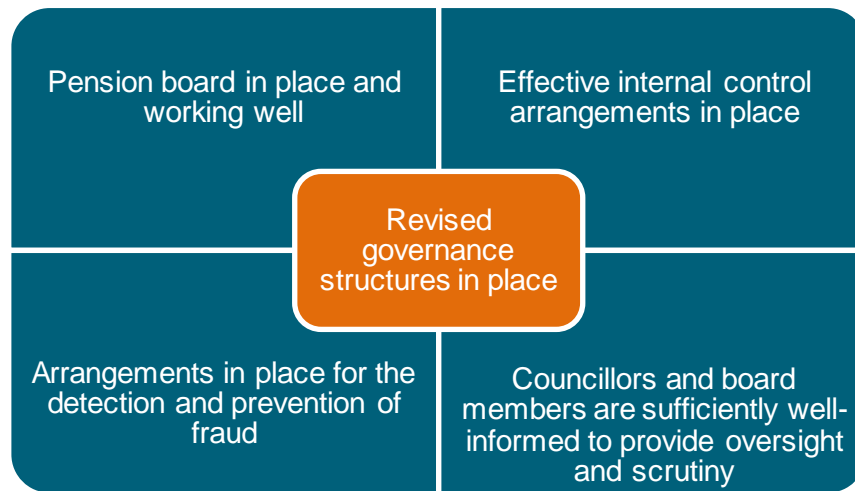 Pension board in place and
working well
Effective internal control
arrangements in place
Revised
governance
structures in place
Arrangements in place for the
detection and prevention of
fraud
Councillors and board
members are sufficiently well-
informed to provide oversight
and scrutiny